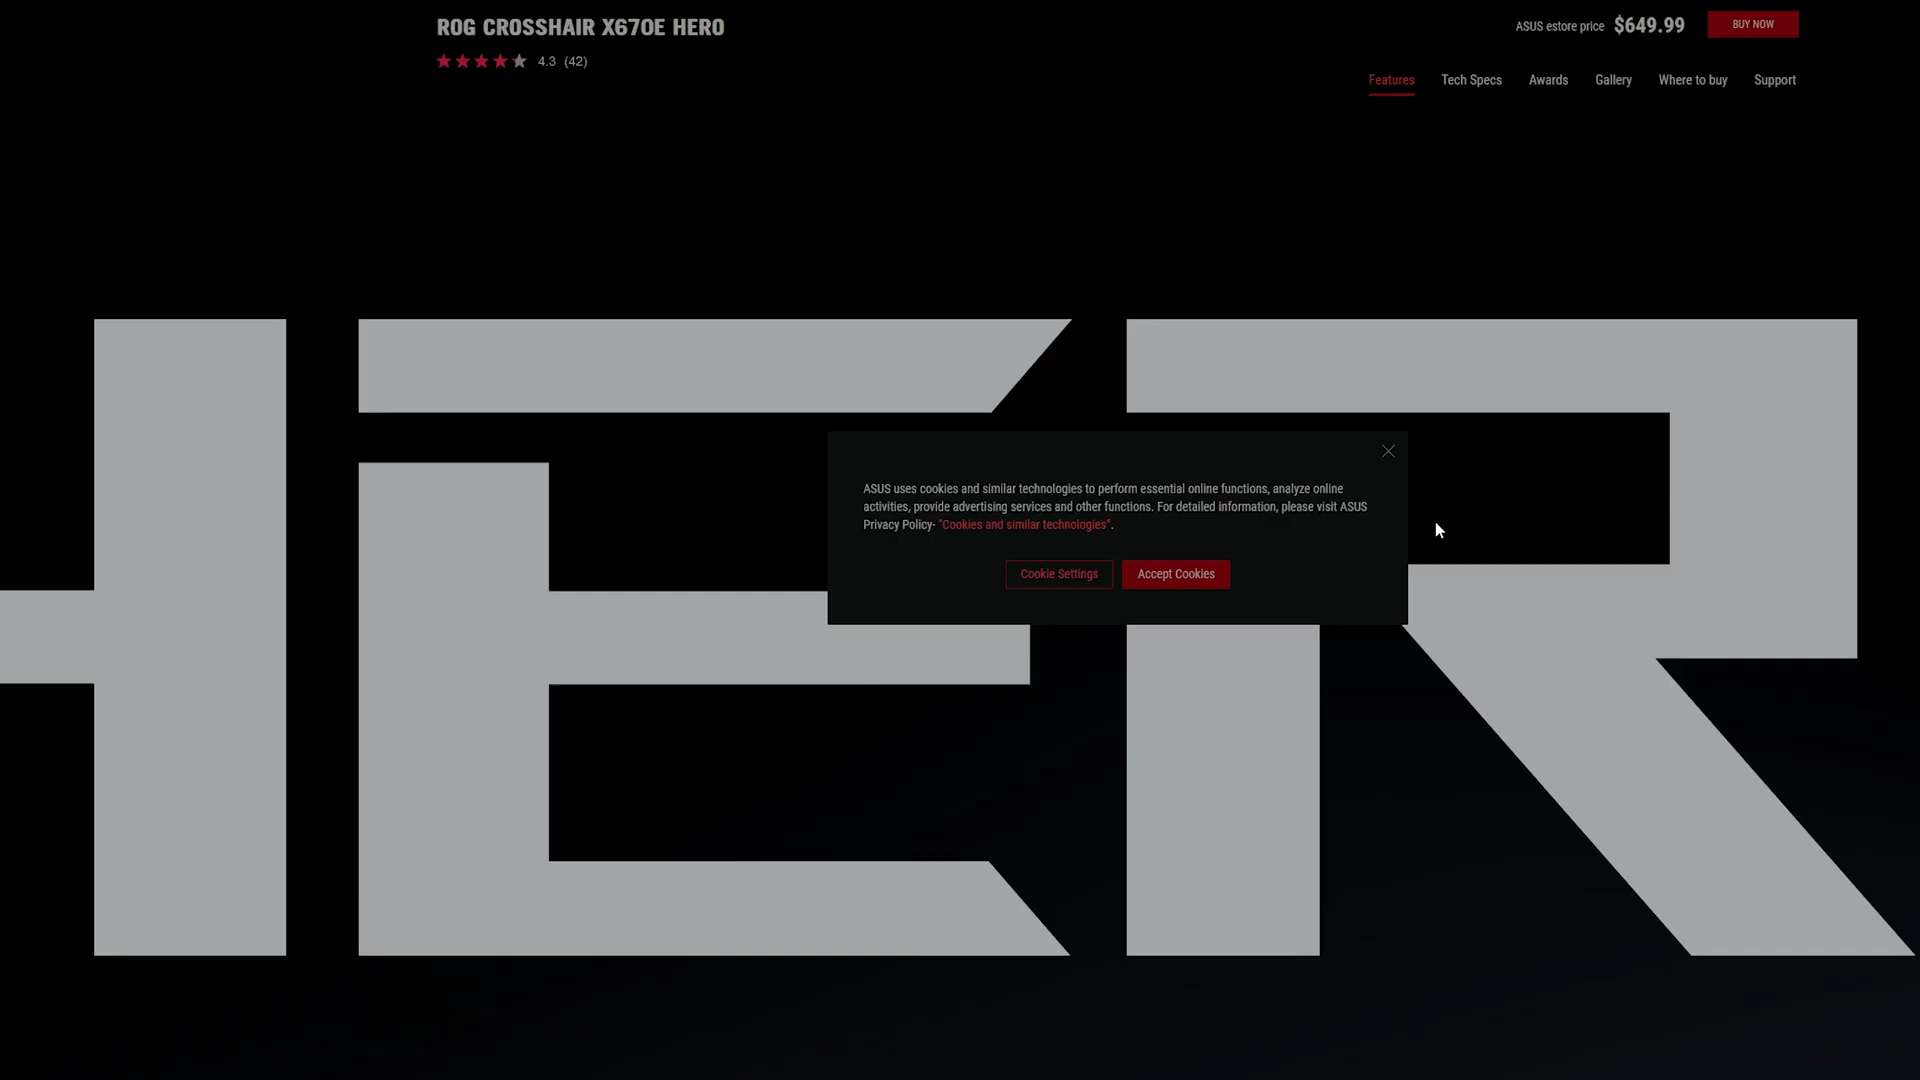 ROG CROSSHAIR X670E HERO
4.3 (42)
ASUS estore price $649.99 BUY NOW
Features Tech Specs Awards Gallery Where to buy Support
HER
ASUS uses cookies and similar technologies to perform essential online functions, analyze online
activities, provide advertising services and other functions. For detailed information, please visit ASUS
Privacy Policy- "Cookies and similar technologies".
Cookie Settings Accept Cookies